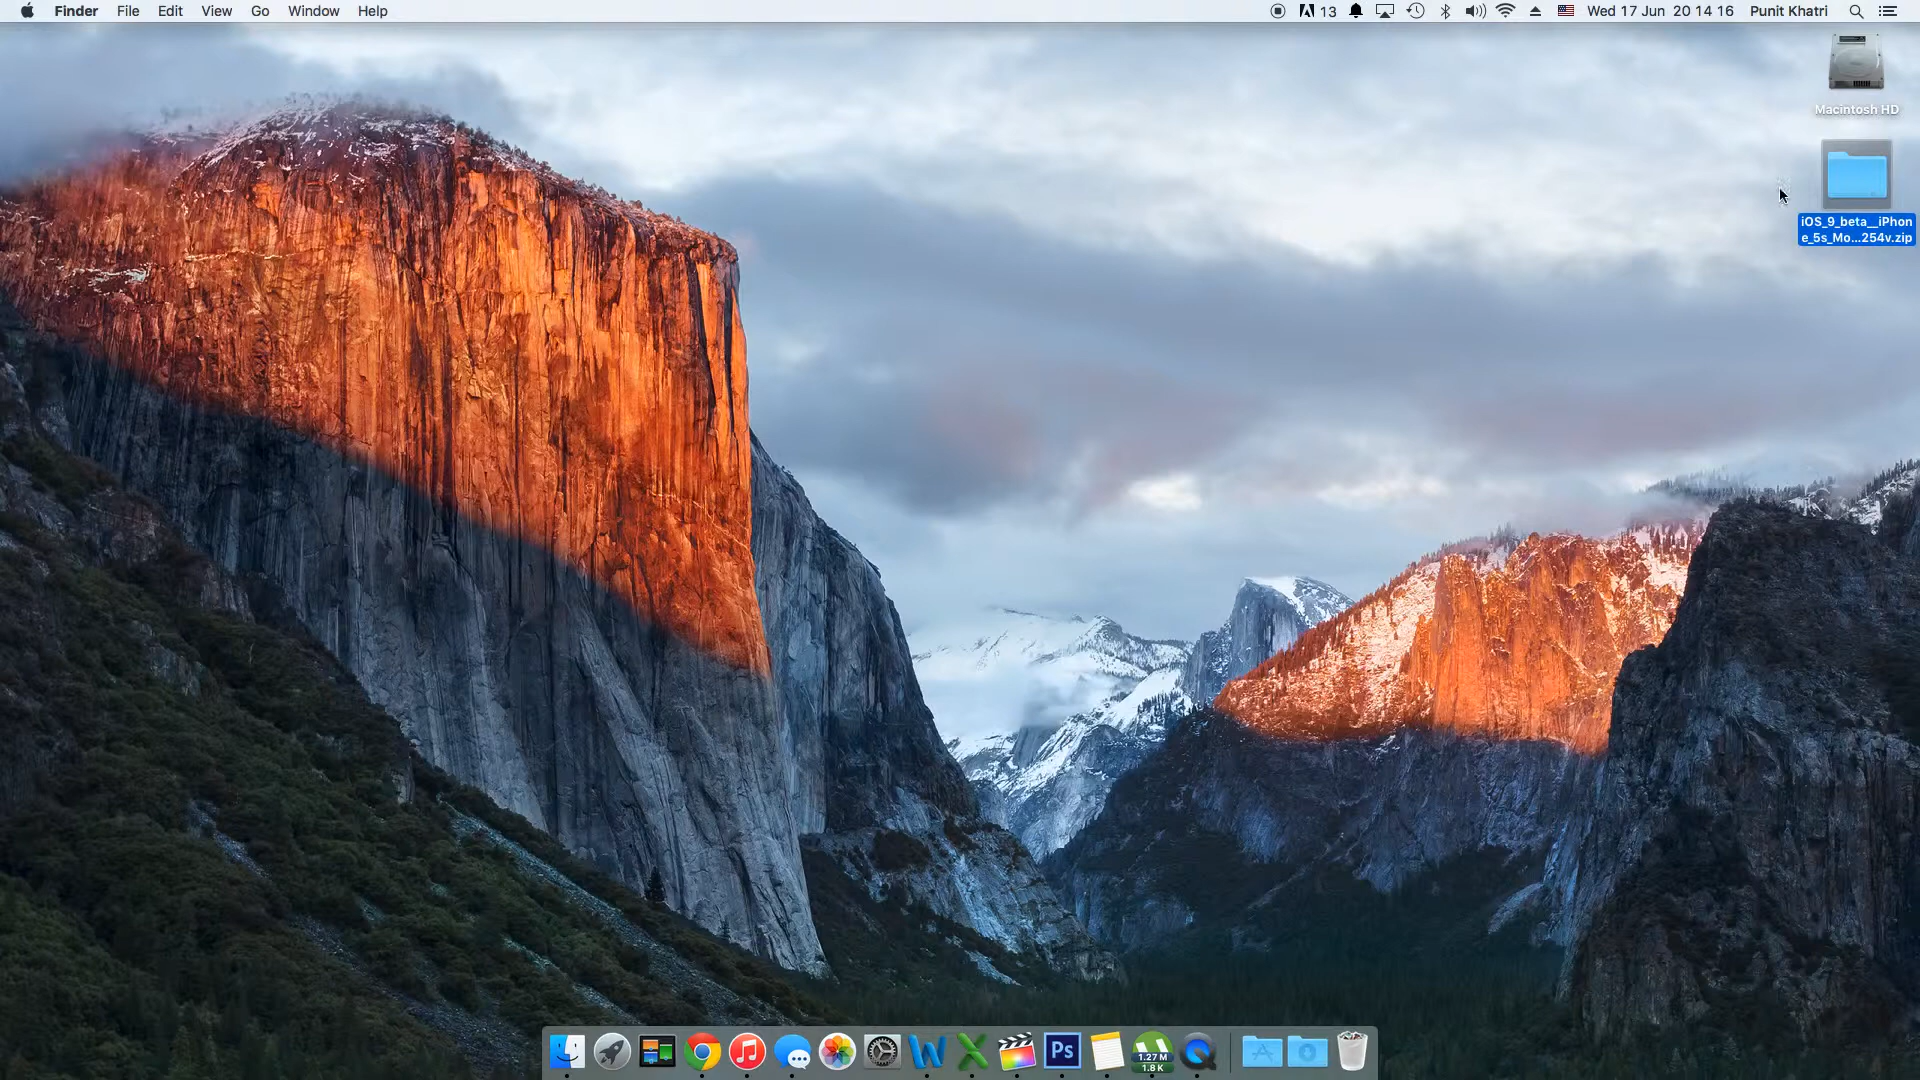 Finder File Edit View Go Window Help 13 Wed 17 Jun 20 14 16 Punit Khatri
Macintosh HD
iOS_9_beta__iPhon
e_5s_Mo...254v.zip
Ps
1.27 M
1.8 K